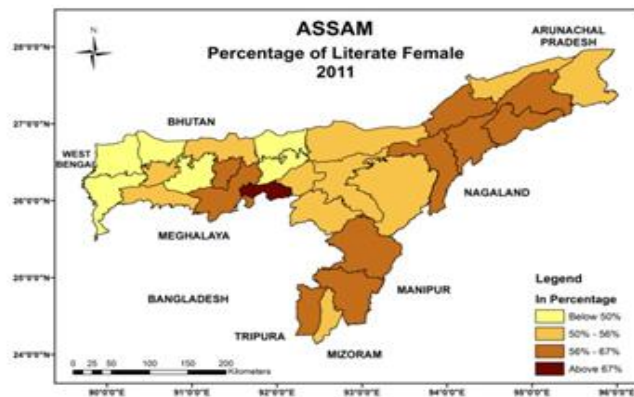 ASSAM
Percentage of Literate Female
2011
N
ARUNACHAL
PRADESH
BHUTAN
WEST
BENGAL
NAGALAND
MEGHALAYA
BANGLADESH
MANIPUR
TRIPURA
MIZORAM
Legend
In Percentage
Below 50%
50% - 56%
56% - 67%
Above 67%
0 25 50 100 150 200
Kilometers
28°0'0"N
27°0'0"N
26°0'0"N
25°0'0"N
24°0'0"N
90°0'0"E 91°0'0"E 92°0'0"E 93°0'0"E 94°0'0"E 95°0'0"E 96°0'0"E